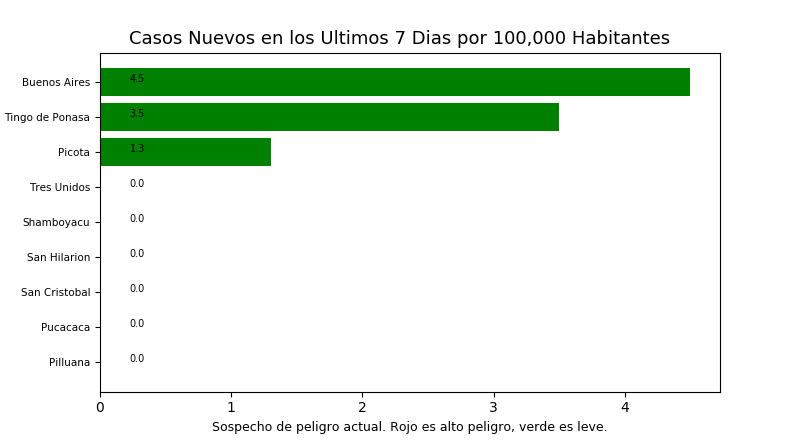 Casos Nuevos en los Ultimos 7 Dias por 100,000 Habitantes
Buenos Aires 4.5
Tingo de Ponasa 3.5
Picota 1.3
Tres Unidos 0.0
Shamboyacu 0.0
San Hilarion 0.0
San Cristobal 0.0
Pucacaca 0.0
Pilluana 0.0
0 1 2 3 4
Sospecho de peligro actual. Rojo es alto peligro, verde es leve.